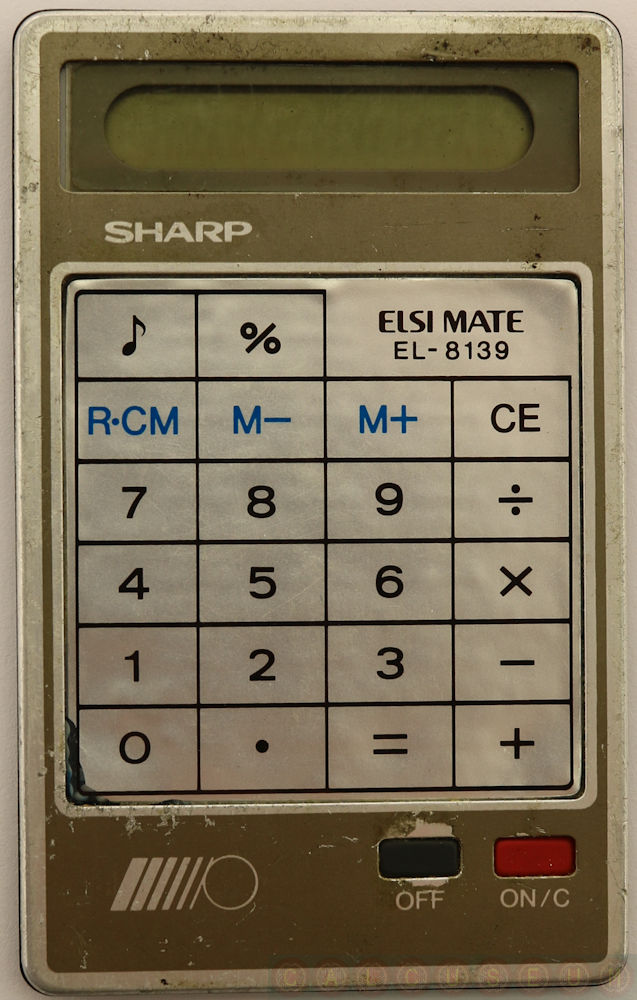 SHARP
ELSI MATE
♪ % EL-8139
R·CM M− M+ CE
7 8 9 ÷
4 5 6 ×
1 2 3 −
0 . = +
OFF ON/C
CALCUSEUM